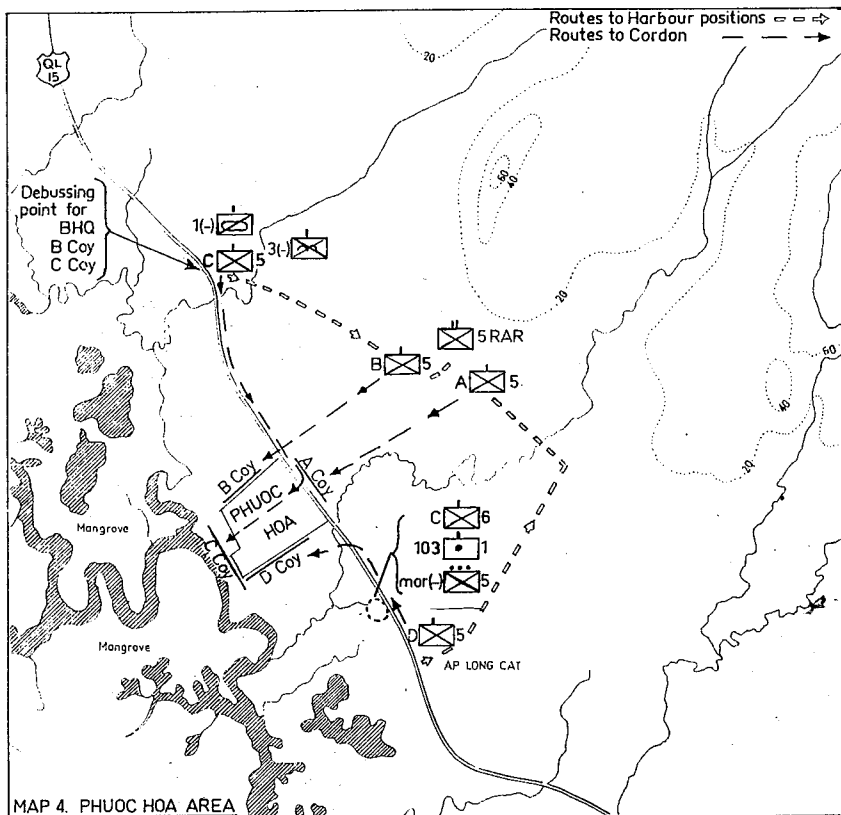 Routes to Harbour positions
Routes to Cordon
QL
15
20
60
40
Debussing
point for
BHQ
B Coy
C Coy
1(-)
3(-)
C 5
20
5 RAR
B 5
A 5
60
40
20
B Coy
A Coy
PHUOC
HOA
C Coy
D Coy
Mangrove
C 6
103 1
mor(-) 5
D 5
Mangrove
AP LONG CAT
MAP 4. PHUOC HOA AREA